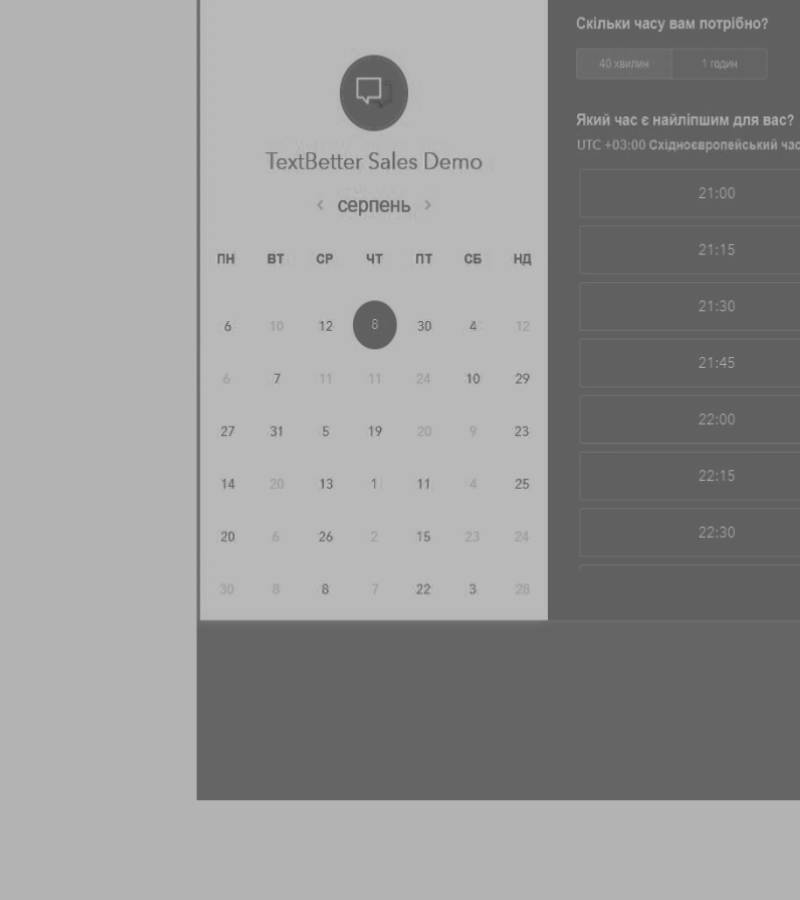 TextBetter Sales Demo
< серпень >
ПН ВТ СР ЧТ ПТ СБ НД
6 10 12 8 30 4 12
6 7 11 11 24 10 29
27 31 5 19 20 9 23
14 20 13 1 11 4 25
20 6 26 2 15 23 24
30 8 8 7 22 3 28
Скільки часу вам потрібно?
40 хвилин 1 годин
Який час є найліпшим для вас?
UTC +03:00 Східноєвропейський час
21:00
21:15
21:30
21:45
22:00
22:15
22:30